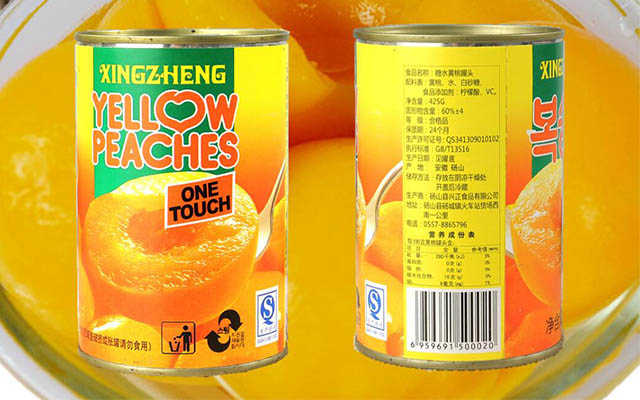 XINGZHENG
YELLOW
PEACHES
ONE
TOUCH
品名称：糖水黄桃罐头
配料表：黄桃、水、白砂糖、
食品添加剂：柠檬酸、VC。
净含量：425G
固形物含量：60%±4
等 级：合格品
保质期：24个月
生产许可证号：QS341309010102
执行标准：GB/T13516
生产日期：见罐底
产 地：安徽 砀山
储存方法：存放在阴凉干燥处
开盖后冷藏
砀山县兴正食品有限公司
地址：砀山县砀城镇火车站货场西
南一公里
电话：0557-8865796
营 养 成 份 表
项 目
6 959691 500020
XINGZ